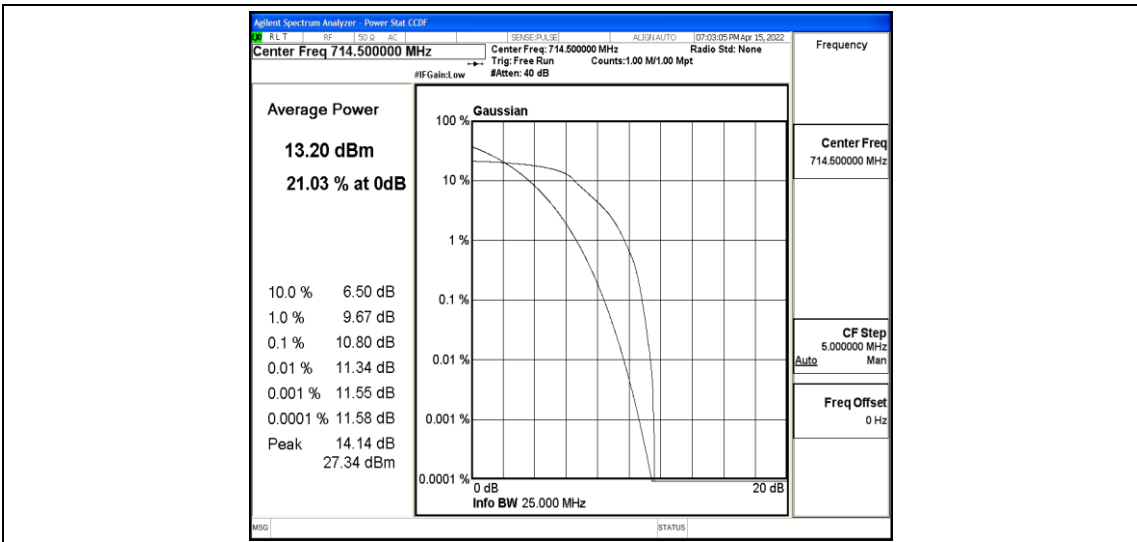 Agilent Spectrum Analyzer - Power Stat CCDF
LXI RLT RF 50 Ω AC SENSE:PULSE ALIGNAUTO 07:03:05 PM Apr 15, 2022
Center Freq 714.500000 MHz
Center Freq: 714.500000 MHz Radio Std: None
Trig: Free Run Counts:1.00 M/1.00 Mpt
#IFGain:Low #Atten: 40 dB
Frequency
Average Power
13.20 dBm
21.03 % at 0dB
10.0 % 6.50 dB
1.0 % 9.67 dB
0.1 % 10.80 dB
0.01 % 11.34 dB
0.001 % 11.55 dB
0.0001 % 11.58 dB
Peak 14.14 dB
27.34 dBm
Gaussian
100 %
10 %
1 %
0.1 %
0.01 %
0.001 %
0.0001 %
0 dB 20 dB
Info BW 25.000 MHz
Center Freq
714.500000 MHz
CF Step
5.000000 MHz
Auto Man
Freq Offset
0 Hz
MSG STATUS